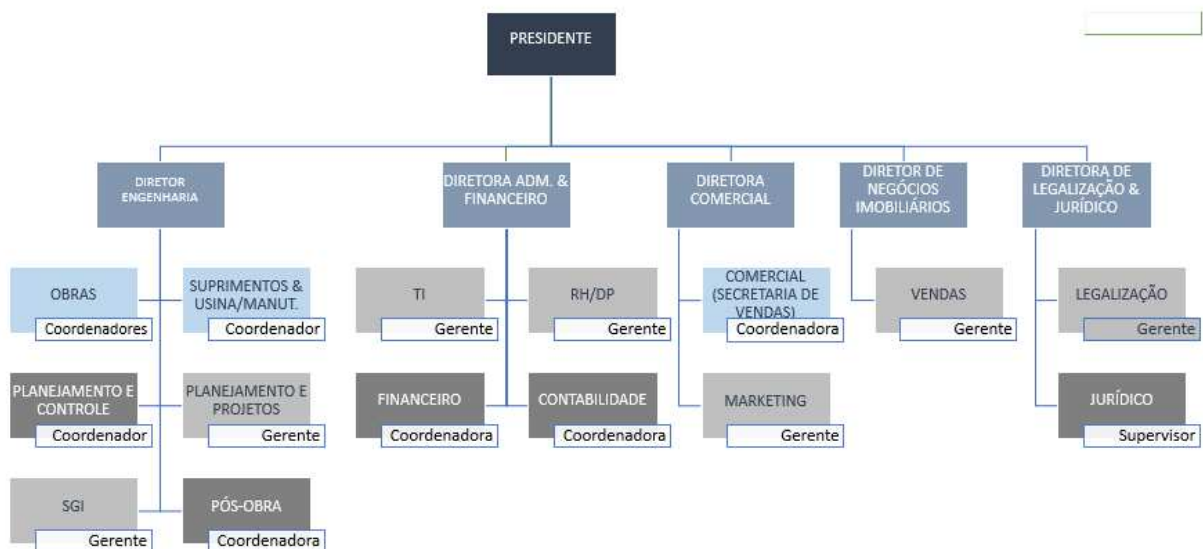 PRESIDENTE
DIRETOR
ENGENHARIA
DIRETORA ADM. &
FINANCEIRO
DIRETORA
COMERCIAL
DIRETOR DE
NEGÓCIOS
IMOBILIÁRIOS
DIRETORA DE
LEGALIZAÇÃO &
JURÍDICO
OBRAS
Coordenadores
SUPRIMENTOS &
USINA/MANUT.
Coordenador
TI
Gerente
RH/DP
Gerente
COMERCIAL
(SECRETARIA DE
VENDAS)
Coordenadora
VENDAS
Gerente
LEGALIZAÇÃO
Gerente
PLANEJAMENTO E
CONTROLE
Coordenador
PLANEJAMENTO E
PROJETOS
Gerente
FINANCEIRO
Coordenadora
CONTABILIDADE
Coordenadora
MARKETING
Gerente
JURÍDICO
Supervisor
SGI
Gerente
PÓS-OBRA
Coordenadora